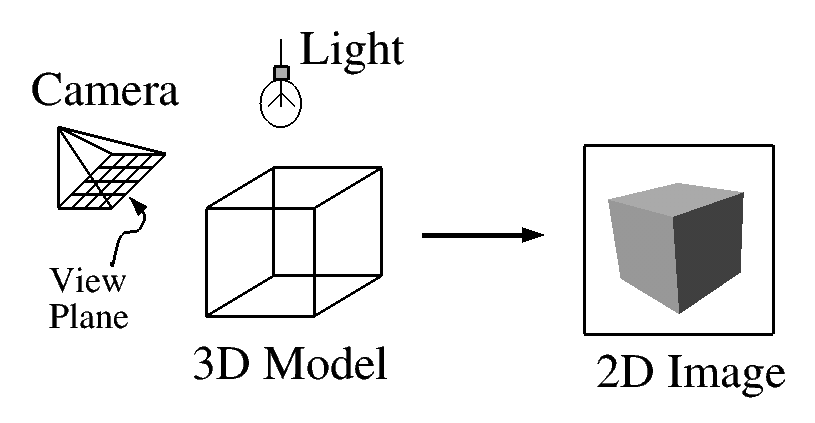 Light
Camera
View
Plane
3D Model
2D Image